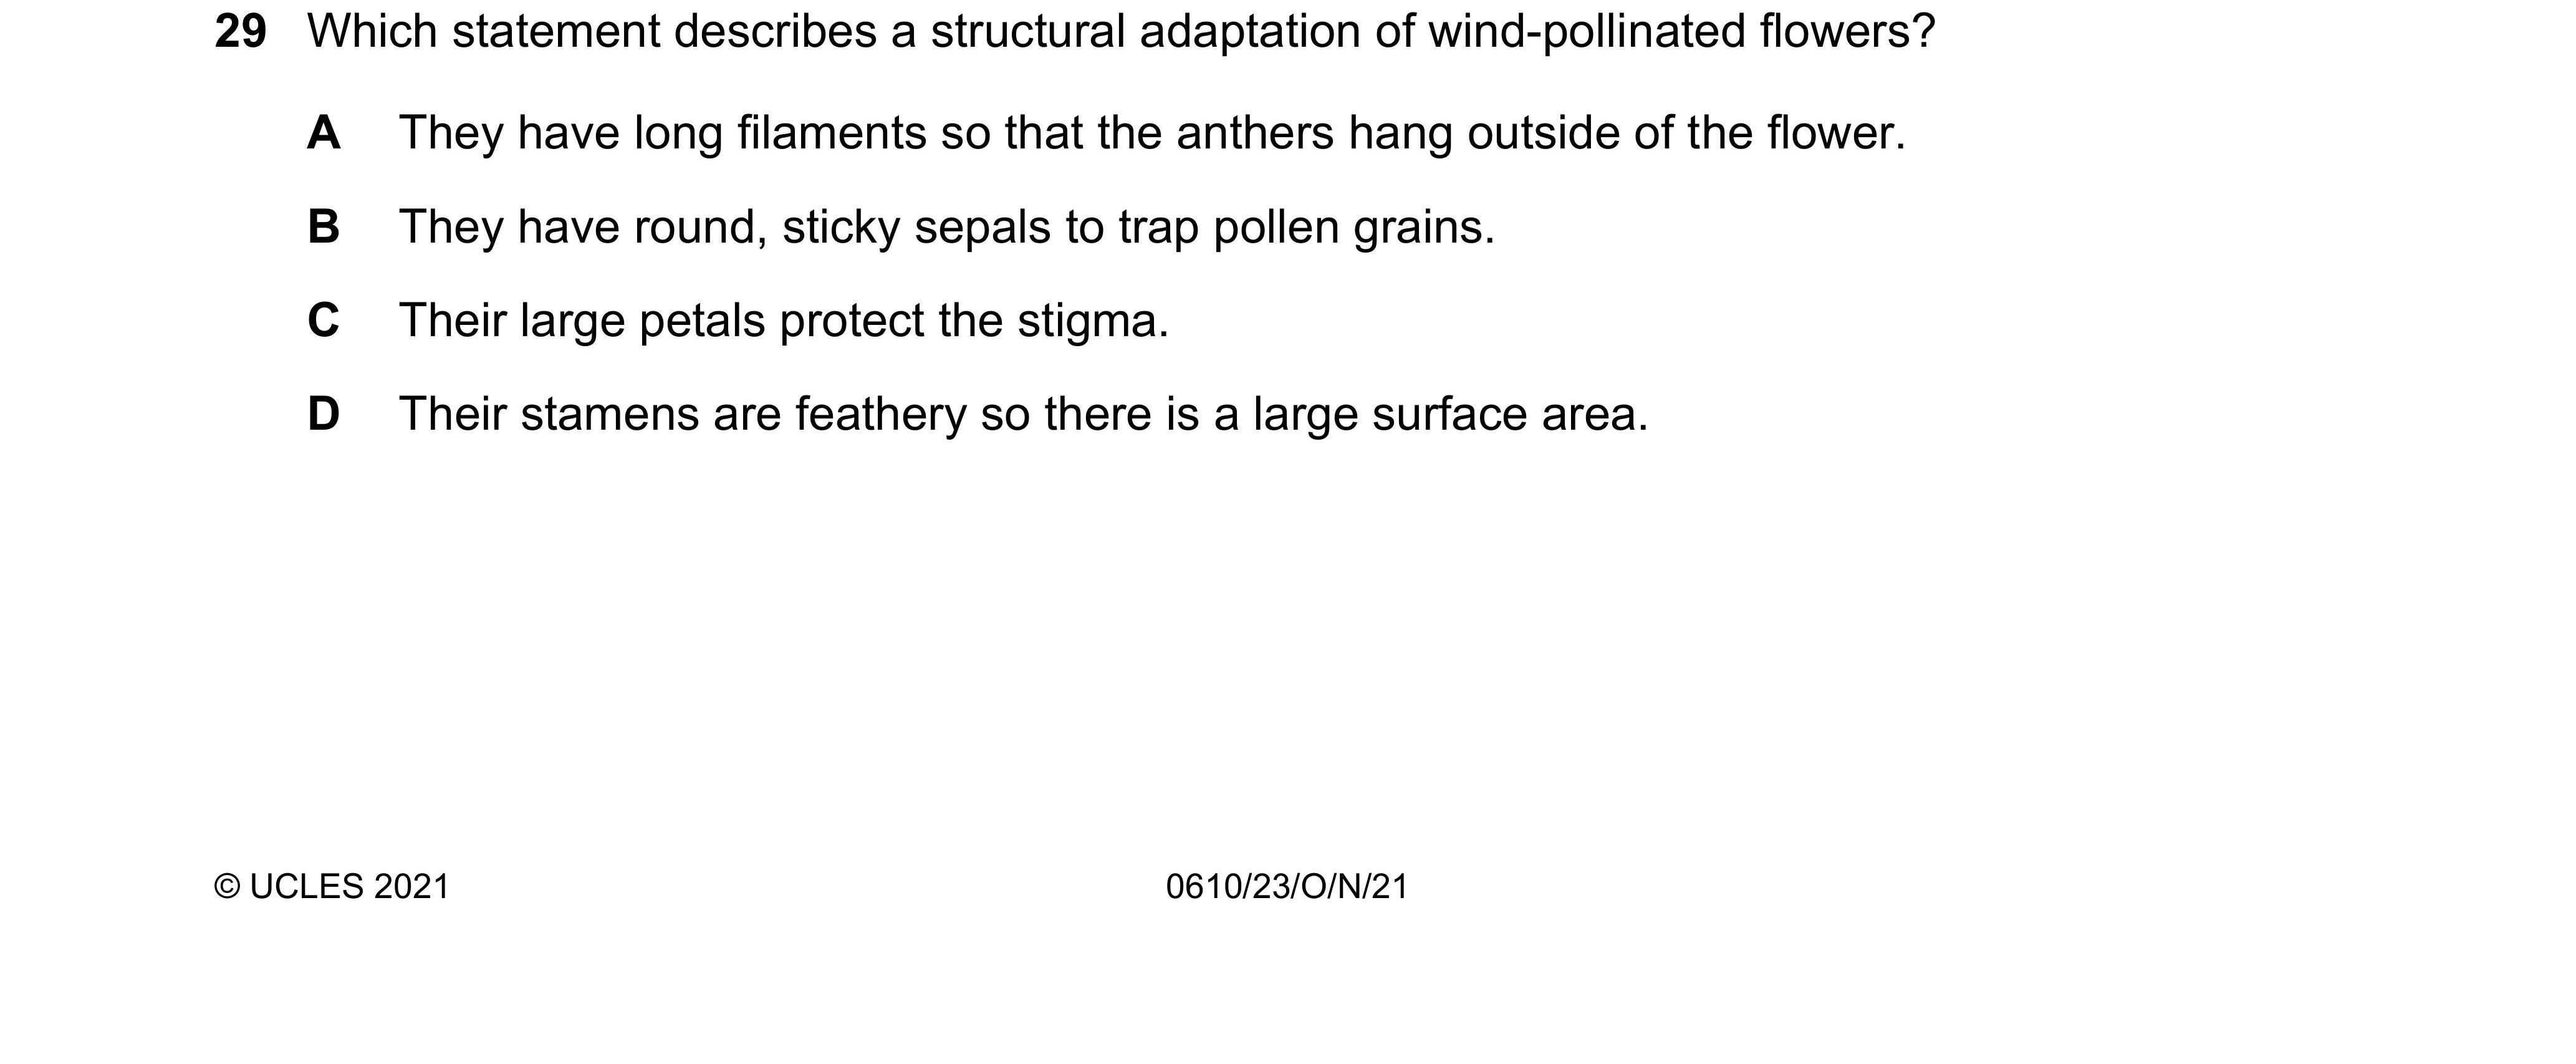 29 Which statement describes a structural adaptation of wind-pollinated flowers?
A They have long filaments so that the anthers hang outside of the flower.
B They have round, sticky sepals to trap pollen grains.
C Their large petals protect the stigma.
D Their stamens are feathery so there is a large surface area.
© UCLES 2021 0610/23/O/N/21